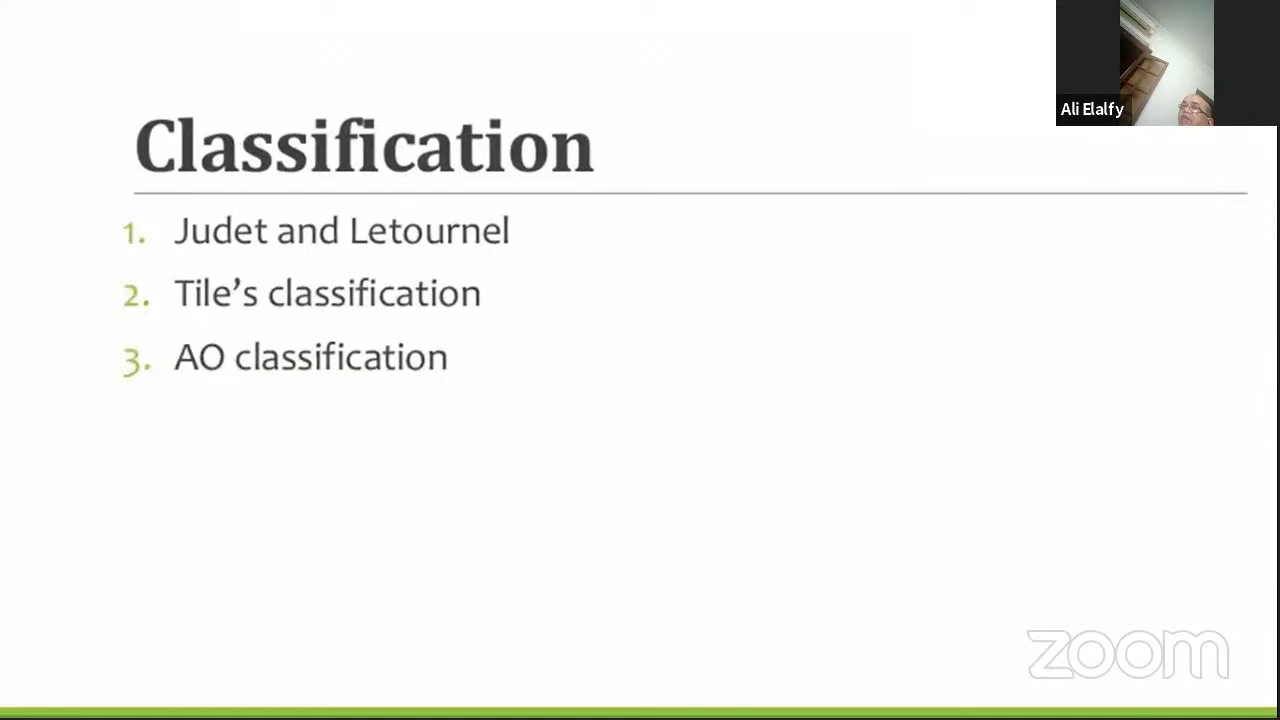 Ali Elalfy
Classification
1. Judet and Letournel
2. Tile’s classification
3. AO classification
zoom